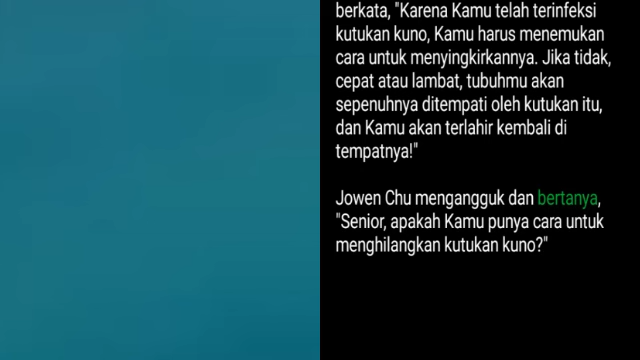 berkata, "Karena Kamu telah terinfeksi
kutukan kuno, Kamu harus menemukan
cara untuk menyingkirkannya. Jika tidak,
cepat atau lambat, tubuhmu akan
sepenuhnya ditempati oleh kutukan itu,
dan Kamu akan terlahir kembali di
tempatnya!"
Jowen Chu mengangguk dan bertanya,
"Senior, apakah Kamu punya cara untuk
menghilangkan kutukan kuno?"